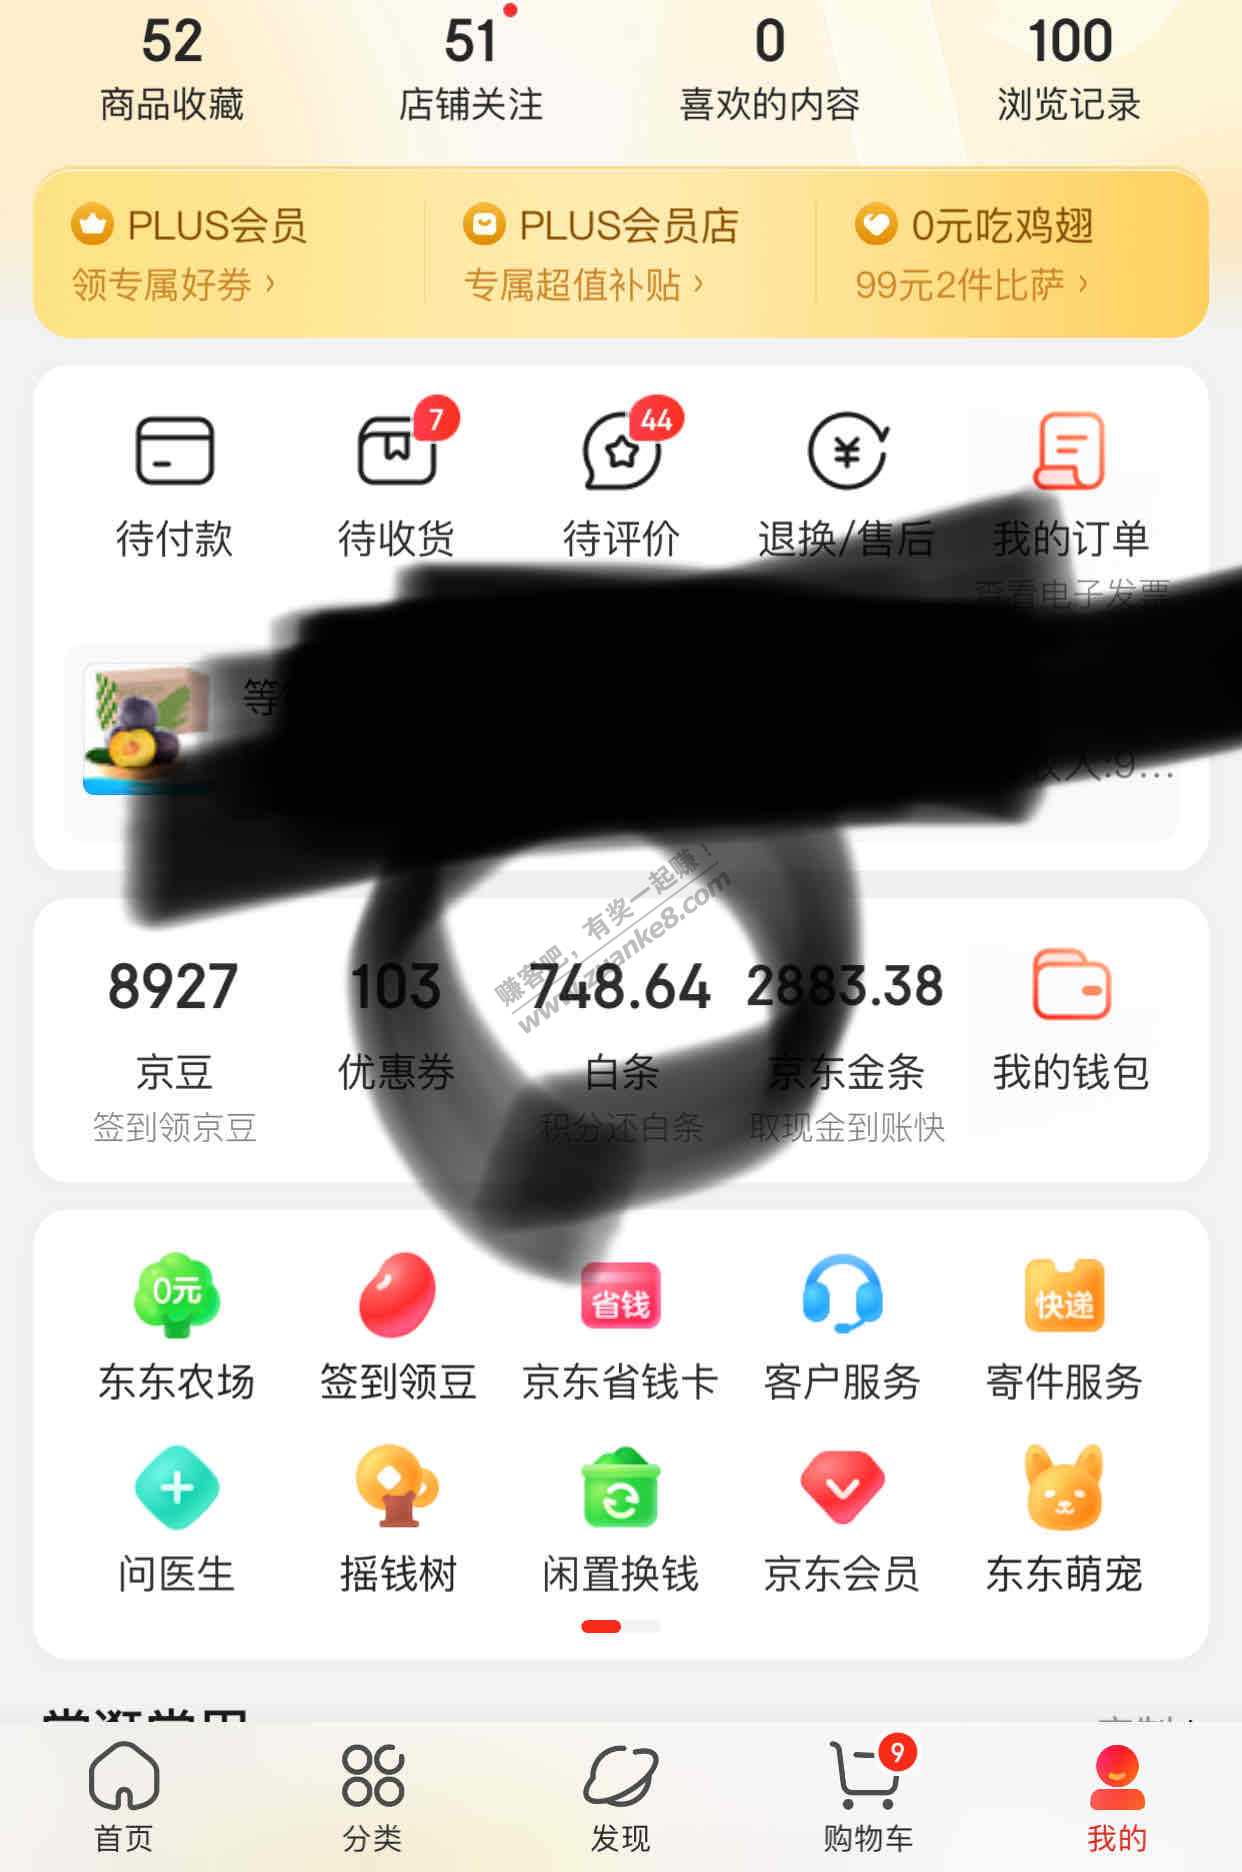 52 51 0 100
商品收藏 店铺关注 喜欢的内容 浏览记录
PLUS会员 PLUS会员店 0元吃鸡翅
领专属好券 › 专属超值补贴 › 99元2件比萨 ›
7 44
待付款 待收货 待评价 退换/售后 我的订单
查看电子发票
等
人:9...
赚客吧，有奖一起赚！
www.zuanke8.com
8927 103 748.64 2883.38
京豆 优惠券 白条 京东金条 我的钱包
签到领京豆 积分还白条 取现金到账快
0元 省钱 快递
东东农场 签到领豆 京东省钱卡 客户服务 寄件服务
问医生 摇钱树 闲置换钱 京东会员 东东萌宠
9
首页 分类 发现 购物车 我的